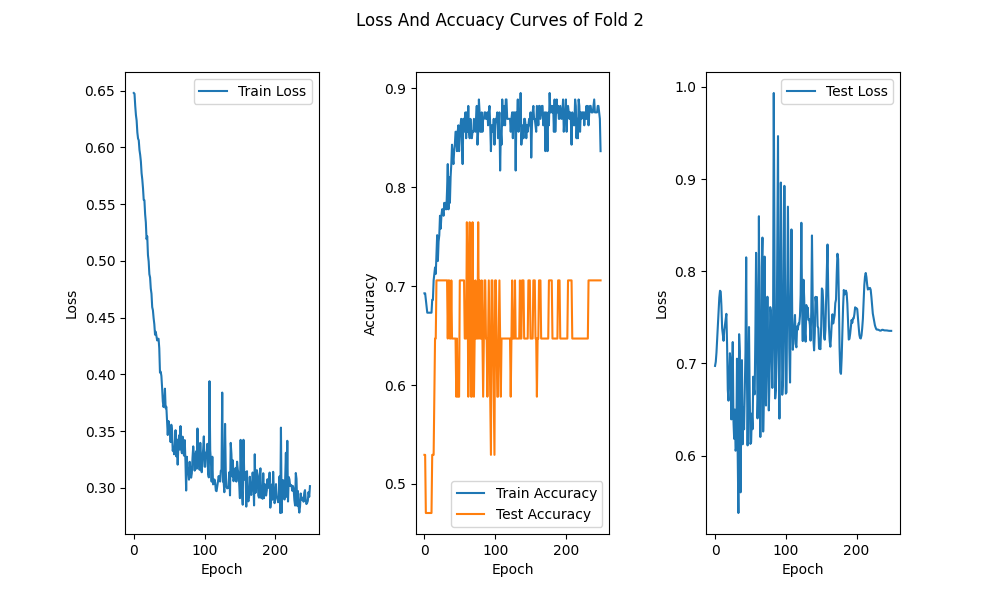 Loss And Accuacy Curves of Fold 2
Train Loss
0.65
0.60
0.55
0.50
0.45
0.40
0.35
0.30
Loss
0 100 200
Epoch
0.9
0.8
0.7
0.6
0.5
Accuracy
Train Accuracy
Test Accuracy
0 100 200
Epoch
Test Loss
1.0
0.9
0.8
0.7
0.6
Loss
0 100 200
Epoch